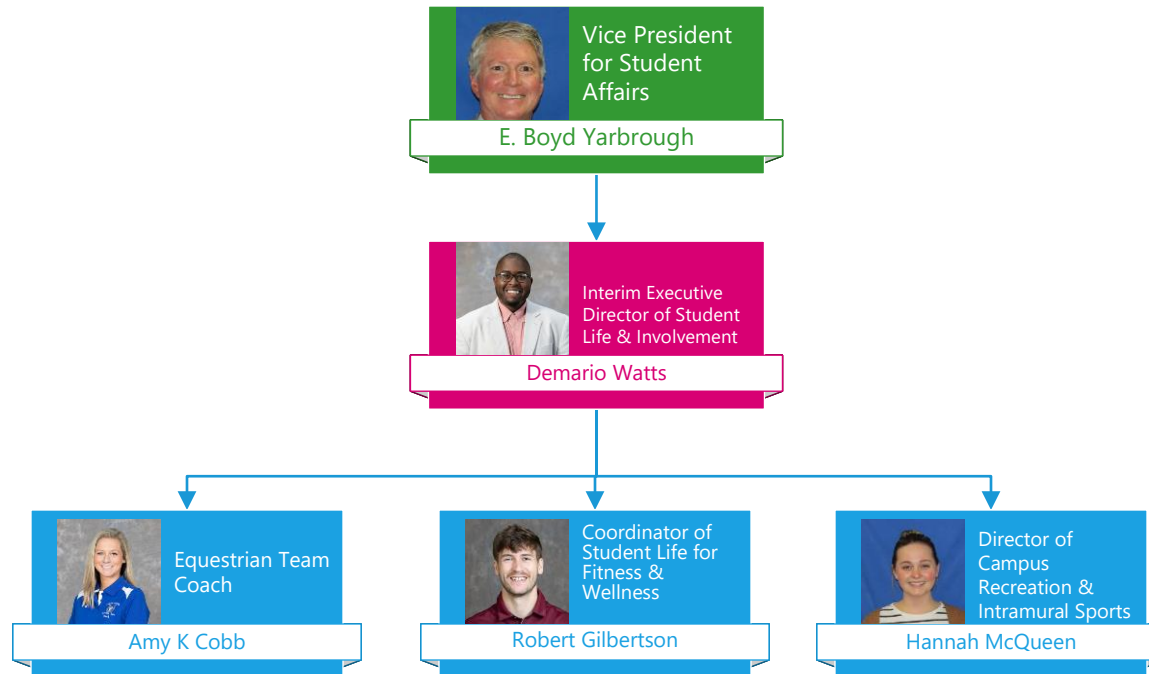 Vice President
for Student
Affairs
E. Boyd Yarbrough
Interim Executive
Director of Student
Life & Involvement
Demario Watts
Equestrian Team
Coach
Amy K Cobb
Coordinator of
Student Life for
Fitness &
Wellness
Robert Gilbertson
Director of
Campus
Recreation &
Intramural Sports
Hannah McQueen